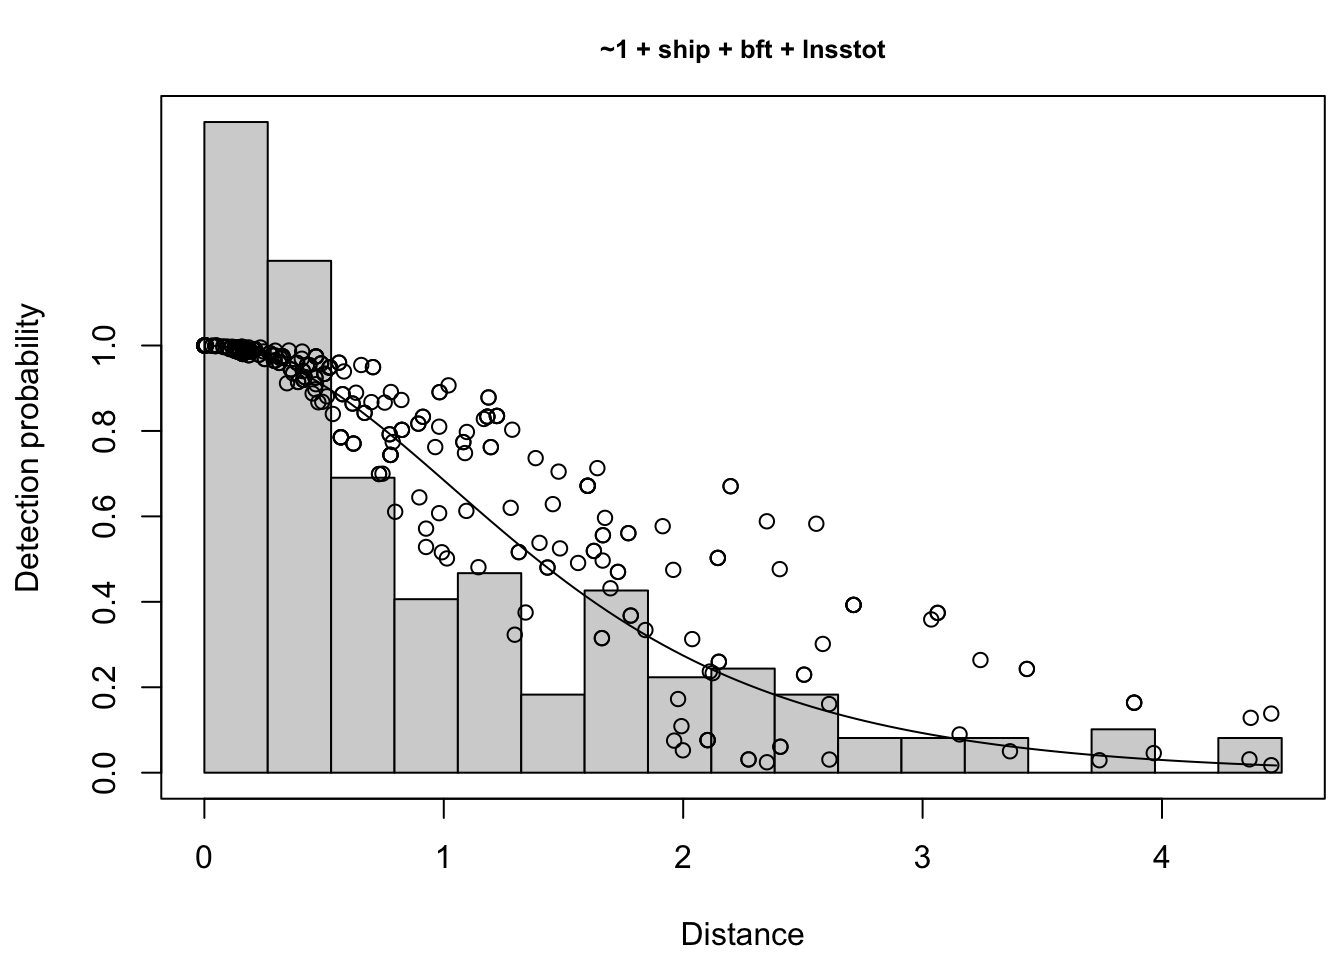 ~1 + ship + bft + lnsstot
Detection probability
1.0
0.8
0.6
0.4
0.2
0.0
0 1 2 3 4
Distance